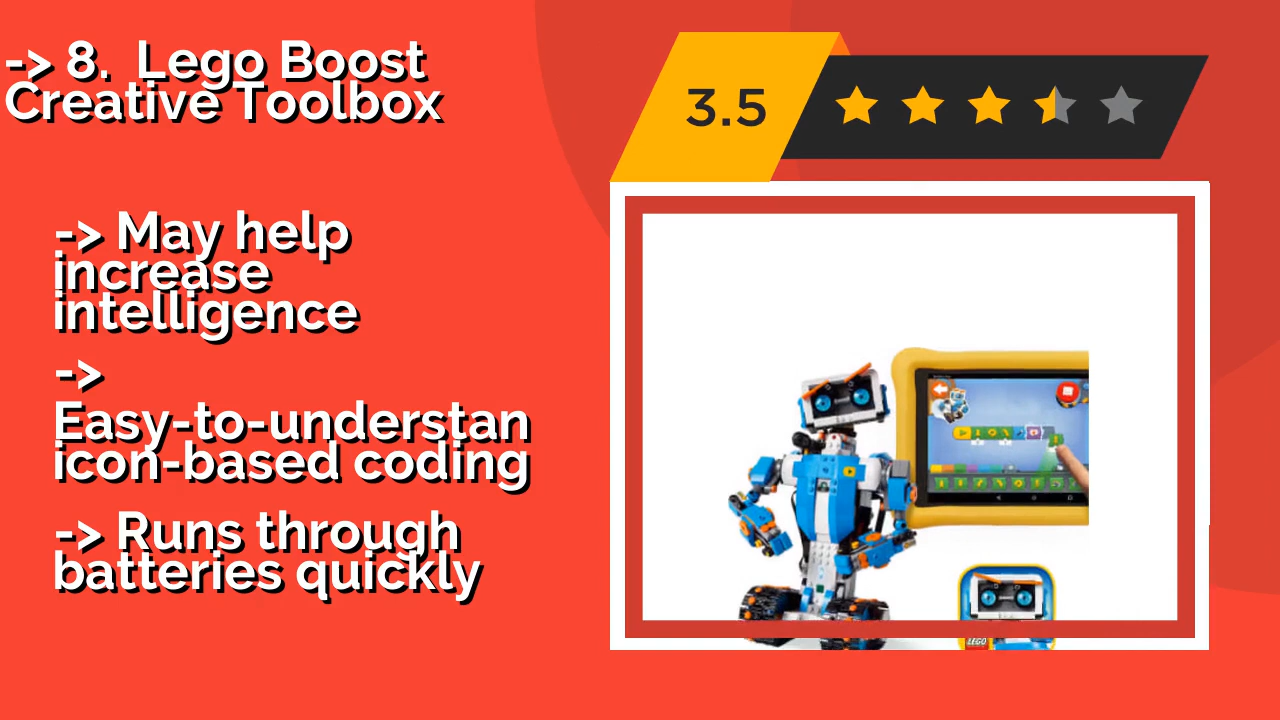 -> 8.  Lego Boost
Creative Toolbox
3.5
-> May help
increase
intelligence
->
Easy-to-understan
icon-based coding
-> Runs through
batteries quickly
LEGO